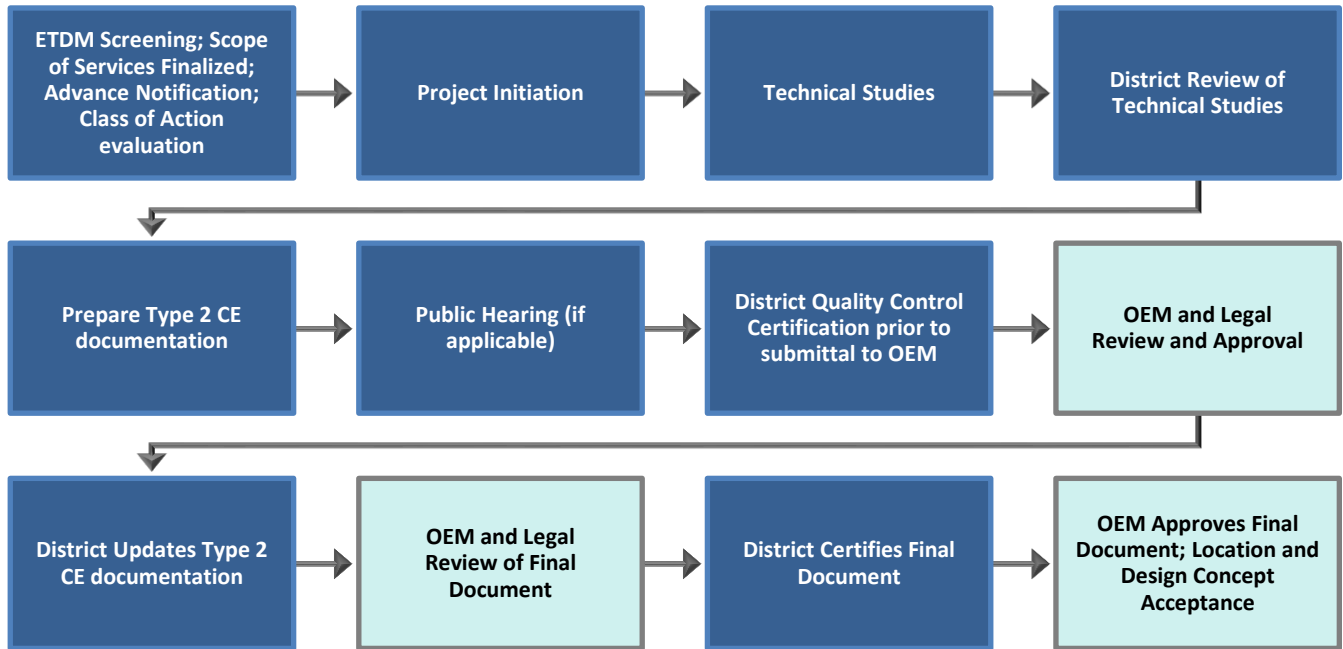 ETDM Screening; Scope
of Services Finalized;
Advance Notification;
Class of Action
evaluation
Project Initiation
Technical Studies
District Review of
Technical Studies
Prepare Type 2 CE
documentation
Public Hearing (if
applicable)
District Quality Control
Certification prior to
submittal to OEM
OEM and Legal
Review and Approval
District Updates Type 2
CE documentation
OEM and Legal
Review of Final
Document
District Certifies Final
Document
OEM Approves Final
Document; Location and
Design Concept
Acceptance